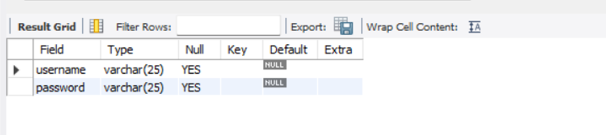 Result Grid Filter Rows: Export: Wrap Cell Content:
Field Type Null Key Default Extra
username varchar(25) YES NULL
password varchar(25) YES NULL